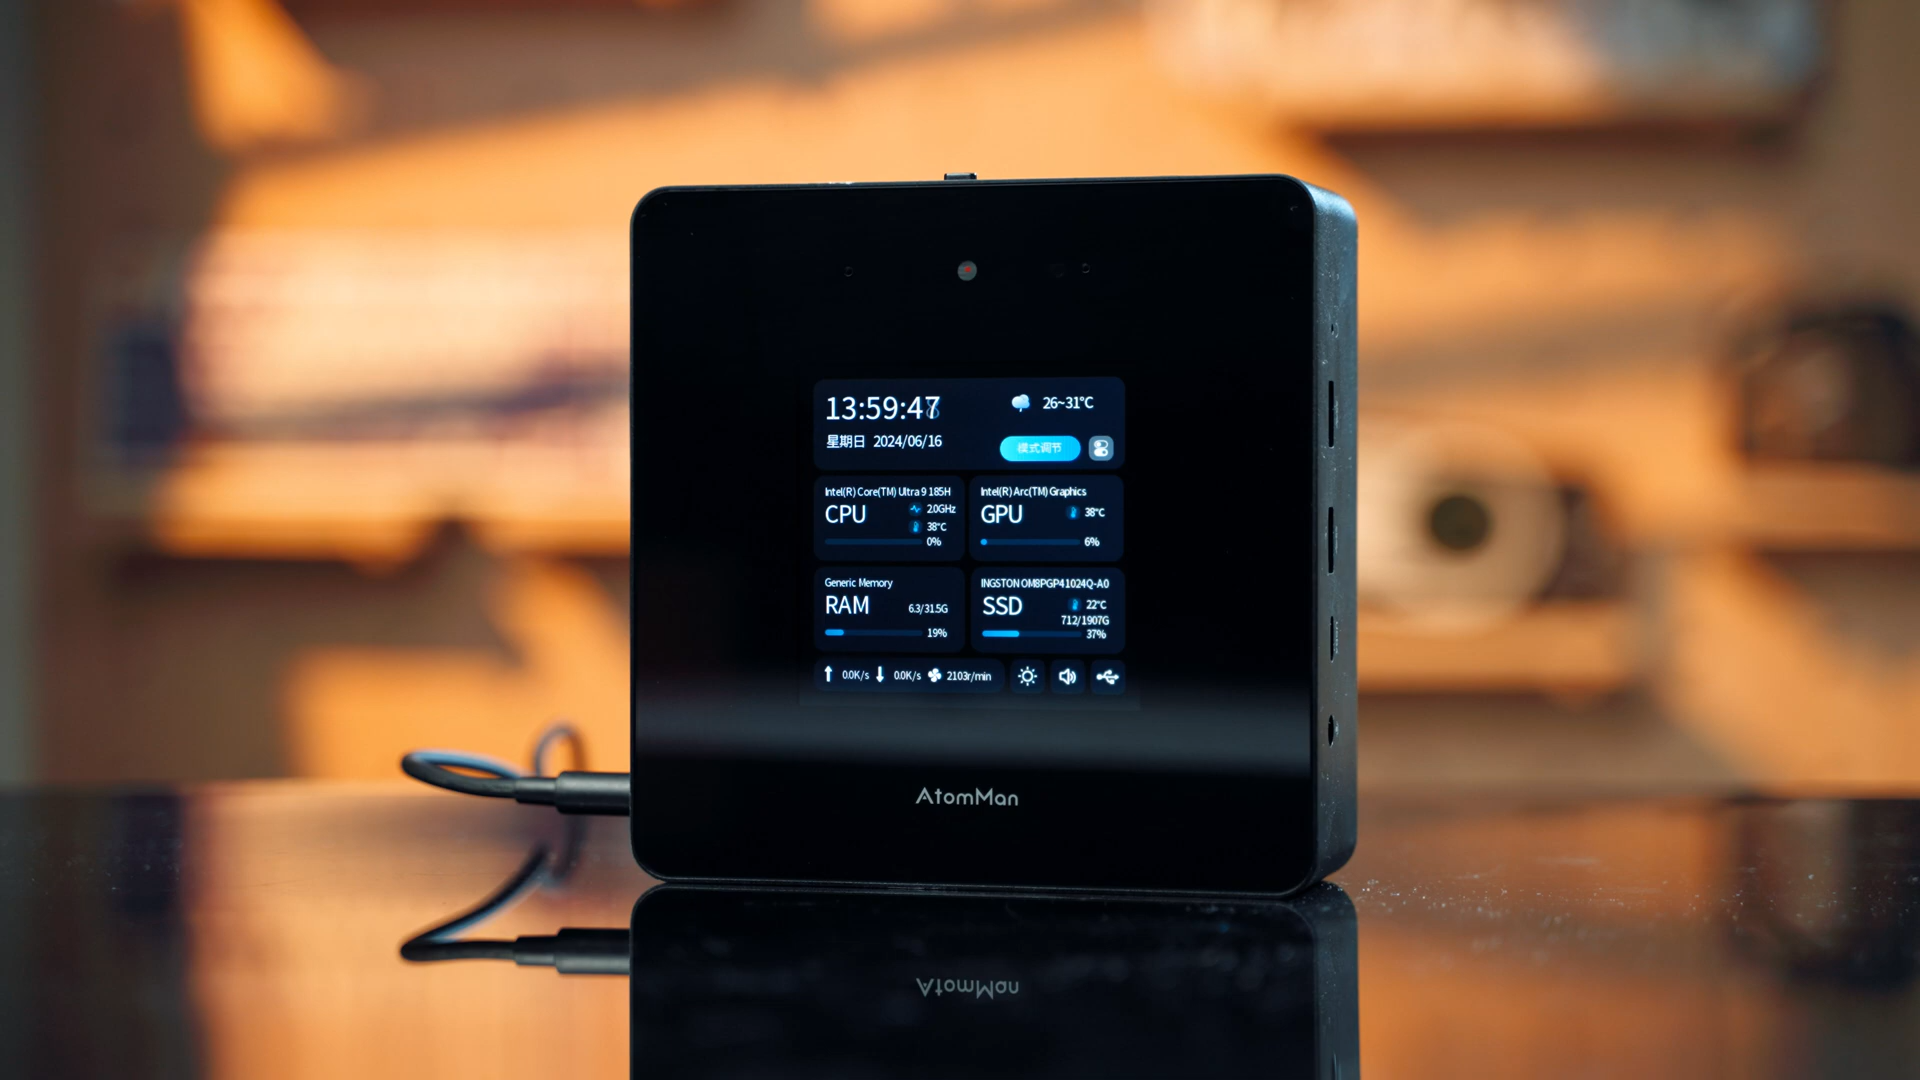 13:59:47
26~31°C
星期日 2024/06/16
模式调节
Intel(R) Core(TM) Ultra 9 185H
CPU
2.0GHz
38°C
0%
Intel(R) Arc(TM) Graphics
GPU
38°C
6%
Generic Memory
RAM
6.3/31.5G
19%
INGSTON OM8PGP41024Q-A0
SSD
22°C
712/1907G
37%
0.0K/s
0.0K/s
2103r/min
AtomMan